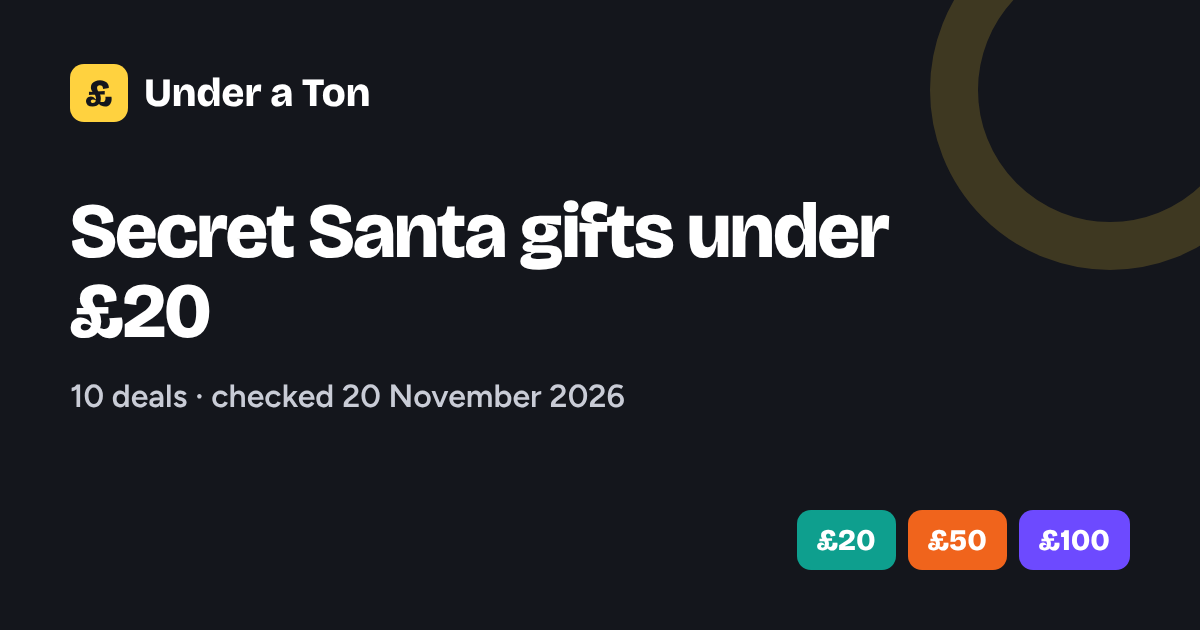 £ Under a Ton
Secret Santa gifts under
£20
10 deals · checked 20 November 2026
£20 £50 £100